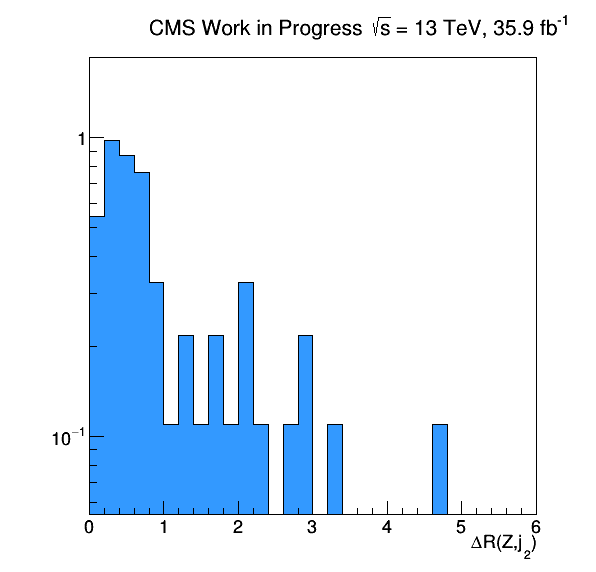 CMS Work in Progress √s = 13 TeV, 35.9 fb⁻¹
1
10⁻¹
0 1 2 3 4 5 6
ΔR(Z,j₂)